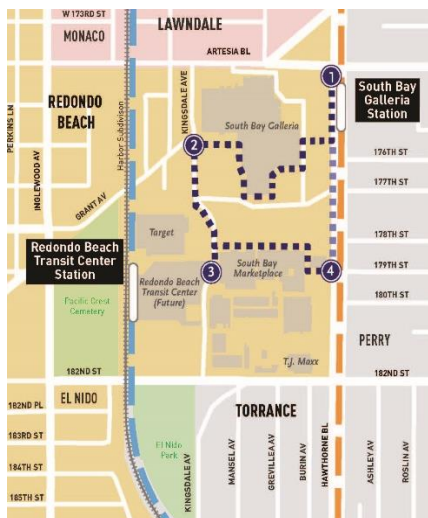 W 173RD ST
MONACO
LAWNDALE
ARTESIA BL
REDONDO
BEACH
PERKINS LN
INGLEWOOD AV
Harbor Subdivison
KINGSDALE AVE
1
South Bay
Galleria
Station
South Bay Galleria
2
176TH ST
177TH ST
GRANT AV
Target
178TH ST
Redondo Beach
Transit Center
Station
3
South Bay
Marketplace
4
179TH ST
Redondo Beach
Transit Center
(Future)
180TH ST
Pacific Crest
Cemetery
PERRY
T.J. Maxx
182ND ST
182ND ST
EL NIDO
182ND PL
TORRANCE
183RD ST
El Nido
Park
184TH ST
185TH ST
KINGSDALE AV
MANSEL AV
GREVILLEA AV
BURIN AV
HAWTHORNE BL
ASHLEY AV
ROSLIN AV